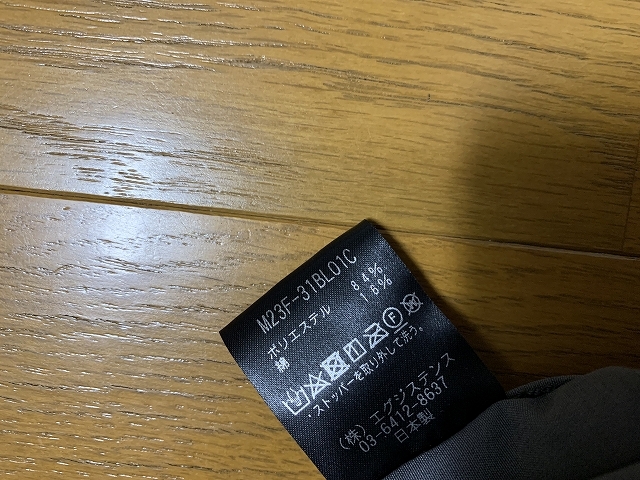 M23F-31BL01C
ポリエステル 84%
綿 16%
・ストッパーを取り外して洗う。
(株)エグジステンス
03-6412-8637
日本製